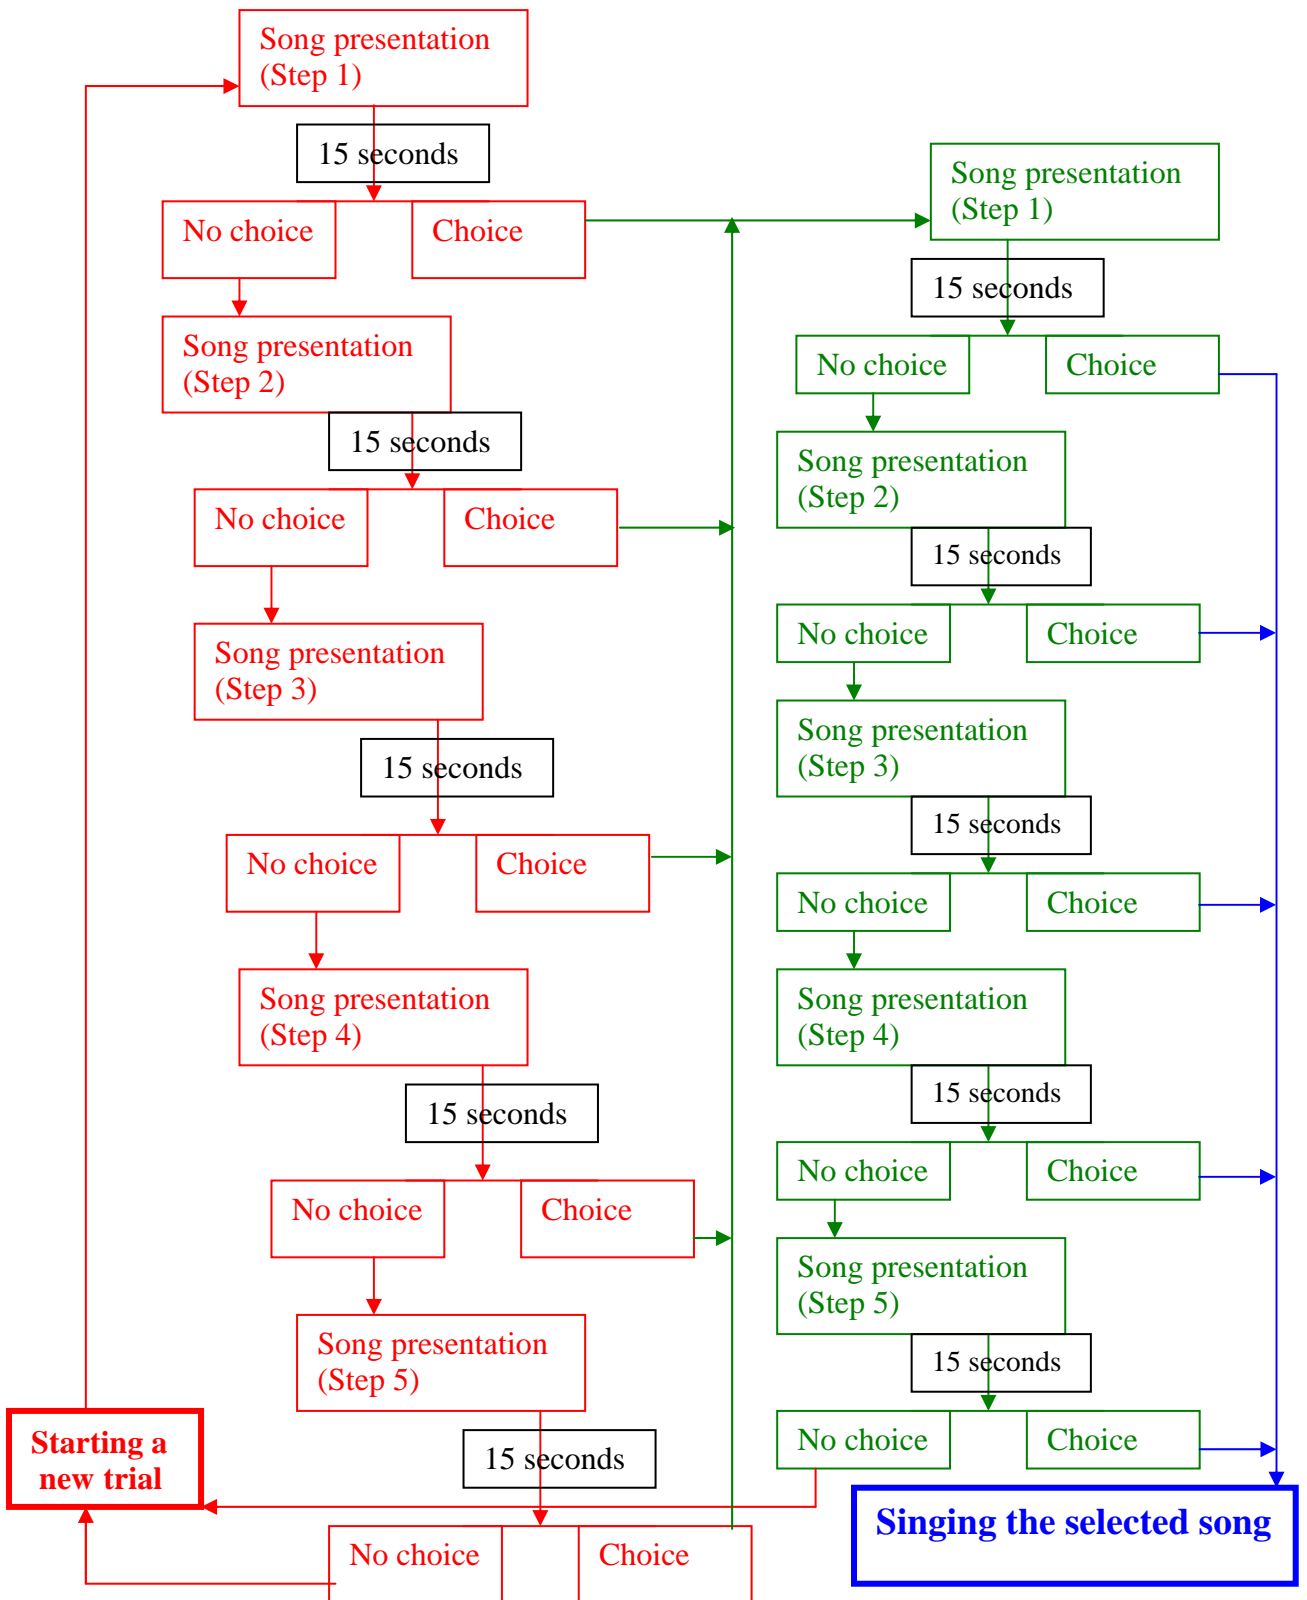 Song presentation
(Step 1)
15 seconds
No choice
Choice
Song presentation
(Step 2)
15 seconds
No choice
Choice
Song presentation
(Step 3)
15 seconds
No choice
Choice
Song presentation
(Step 4)
15 seconds
No choice
Choice
Song presentation
(Step 5)
15 seconds
No choice
Choice
Starting a
new trial
Song presentation
(Step 1)
15 seconds
No choice
Choice
Song presentation
(Step 2)
15 seconds
No choice
Choice
Song presentation
(Step 3)
15 seconds
No choice
Choice
Song presentation
(Step 4)
15 seconds
No choice
Choice
Song presentation
(Step 5)
15 seconds
No choice
Choice
Singing the selected song